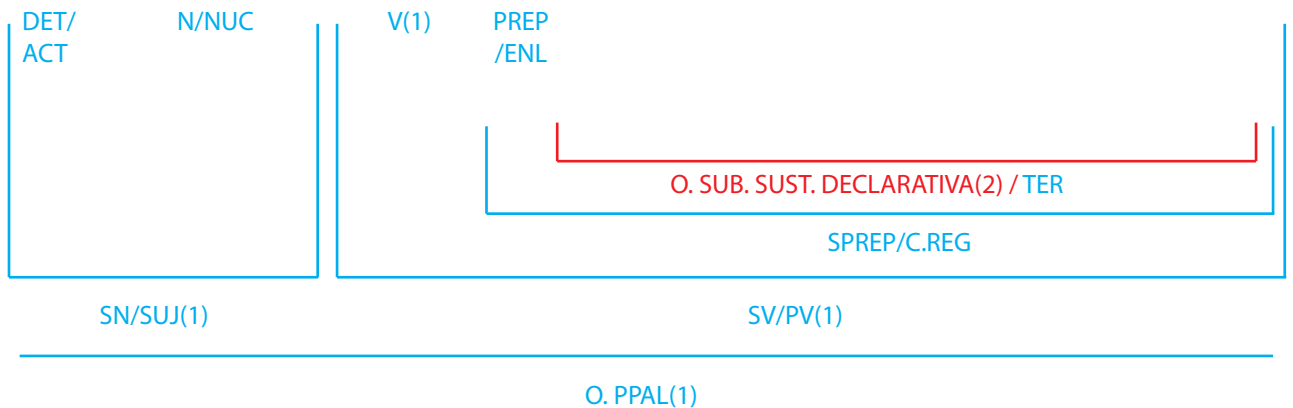 DET/ N/NUC V(1) PREP
ACT /ENL
O. SUB. SUST. DECLARATIVA(2) / TER
SPREP/C.REG
SN/SUJ(1) SV/PV(1)
O. PPAL(1)